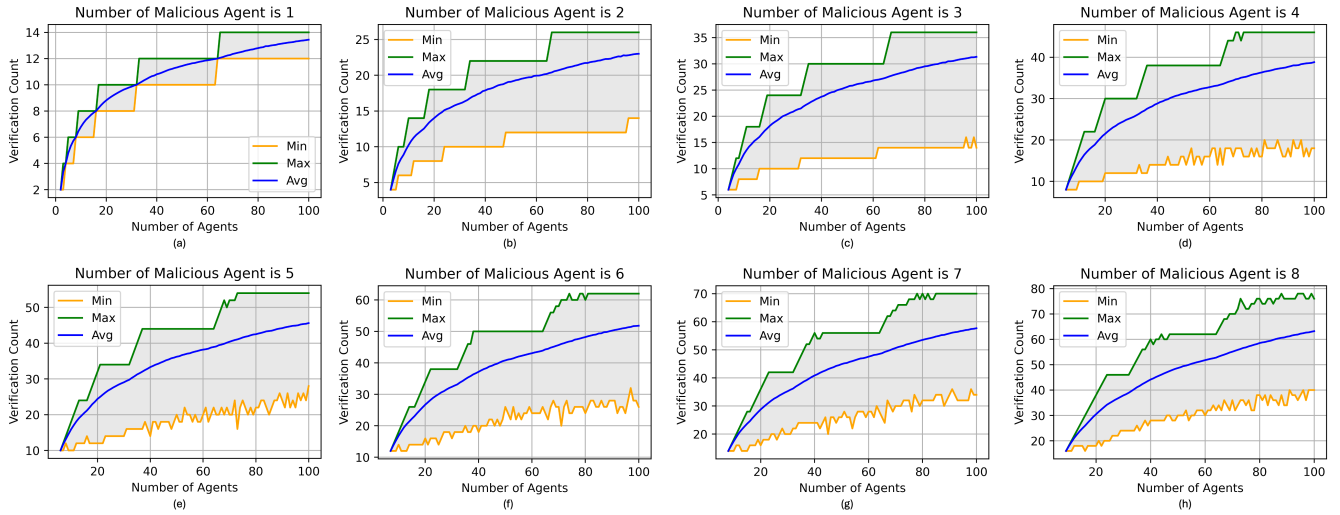 Number of Malicious Agent is 1
Verification Count
14
12
10
8
6
4
2
Min
Max
Avg
0 20 40 60 80 100
Number of Agents
(a)
Number of Malicious Agent is 2
Verification Count
25
20
15
10
5
Min
Max
Avg
20 40 60 80 100
Number of Agents
(b)
Number of Malicious Agent is 3
Verification Count
35
30
25
20
15
10
5
Min
Max
Avg
20 40 60 80 100
Number of Agents
(c)
Number of Malicious Agent is 4
Verification Count
40
30
20
10
Min
Max
Avg
20 40 60 80 100
Number of Agents
(d)
Number of Malicious Agent is 5
Verification Count
50
40
30
20
10
Min
Max
Avg
20 40 60 80 100
Number of Agents
(e)
Number of Malicious Agent is 6
Verification Count
60
50
40
30
20
10
Min
Max
Avg
20 40 60 80 100
Number of Agents
(f)
Number of Malicious Agent is 7
Verification Count
70
60
50
40
30
20
Min
Max
Avg
20 40 60 80 100
Number of Agents
(g)
Number of Malicious Agent is 8
Verification Count
80
70
60
50
40
30
20
Min
Max
Avg
20 40 60 80 100
Number of Agents
(h)